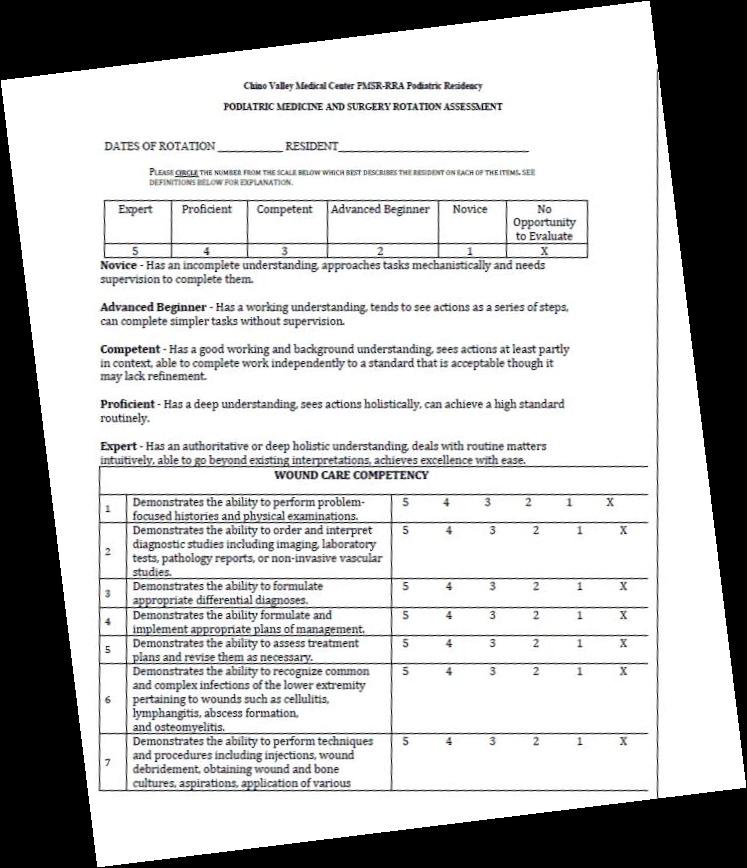 Chino Valley Medical Center PMSR-RRA Podiatric Residency
PODIATRIC MEDICINE AND SURGERY ROTATION ASSESSMENT
DATES OF ROTATION ___________ RESIDENT________________________________
PLEASE CIRCLE THE NUMBER FROM THE SCALE BELOW WHICH BEST DESCRIBES THE RESIDENT ON EACH OF THE ITEMS. SEE
DEFINITIONS BELOW FOR EXPLANATION.
Expert Proficient Competent Advanced Beginner Novice No
Opportunity
to Evaluate
5 4 3 2 1 X
Novice - Has an incomplete understanding, approaches tasks mechanistically and needs
supervision to complete them.
Advanced Beginner - Has a working understanding, tends to see actions as a series of steps,
can complete simpler tasks without supervision.
Competent - Has a good working and background understanding, sees actions at least partly
in context, able to complete work independently to a standard that is acceptable though it
may lack refinement.
Proficient - Has a deep understanding, sees actions holistically, can achieve a high standard
routinely.
Expert - Has an authoritative or deep holistic understanding, deals with routine matters
intuitively, able to go beyond existing interpretations, achieves excellence with ease.
WOUND CARE COMPETENCY
1 Demonstrates the ability to perform problem- 5 4 3 2 1 X
focused histories and physical examinations.
2 Demonstrates the ability to order and interpret 5 4 3 2 1 X
diagnostic studies including imaging, laboratory
tests, pathology reports, or non-invasive vascular
studies.
3 Demonstrates the ability to formulate 5 4 3 2 1 X
appropriate differential diagnoses.
4 Demonstrates the ability formulate and 5 4 3 2 1 X
implement appropriate plans of management.
5 Demonstrates the ability to assess treatment 5 4 3 2 1 X
plans and revise them as necessary.
6 Demonstrates the ability to recognize common 5 4 3 2 1 X
and complex infections of the lower extremity
pertaining to wounds such as cellulitis,
lymphangitis, abscess formation,
and osteomyelitis.
7 Demonstrates the ability to perform techniques 5 4 3 2 1 X
and procedures including injections, wound
debridement, obtaining wound and bone
cultures, aspirations, application of various